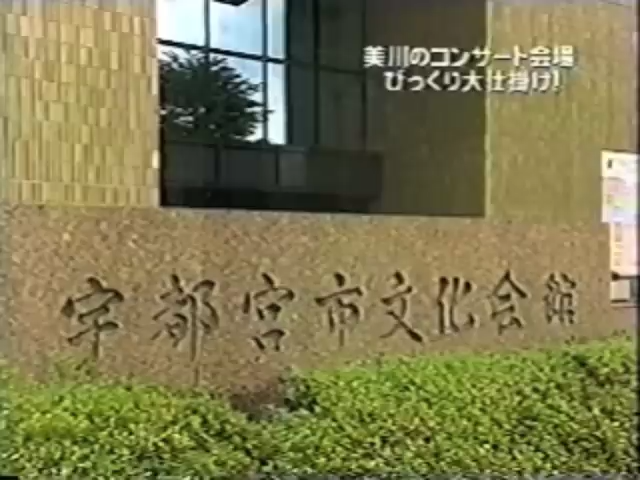 美川のコンサート会場
びっくり大仕掛け!
宇都宮市文化会館